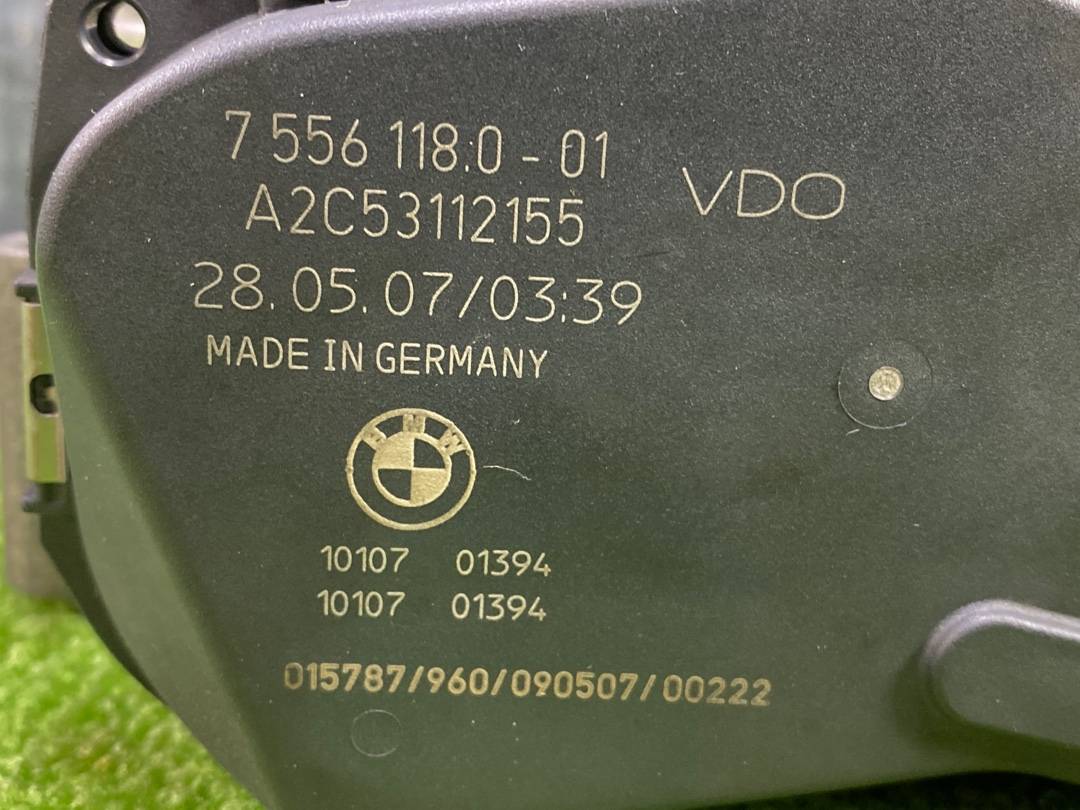 7 556 118.0 - 01
VDO
A2C53112155
28.05.07/03:39
MADE IN GERMANY
BMW
10107 01394
10107 01394
015787/960/090507/00222